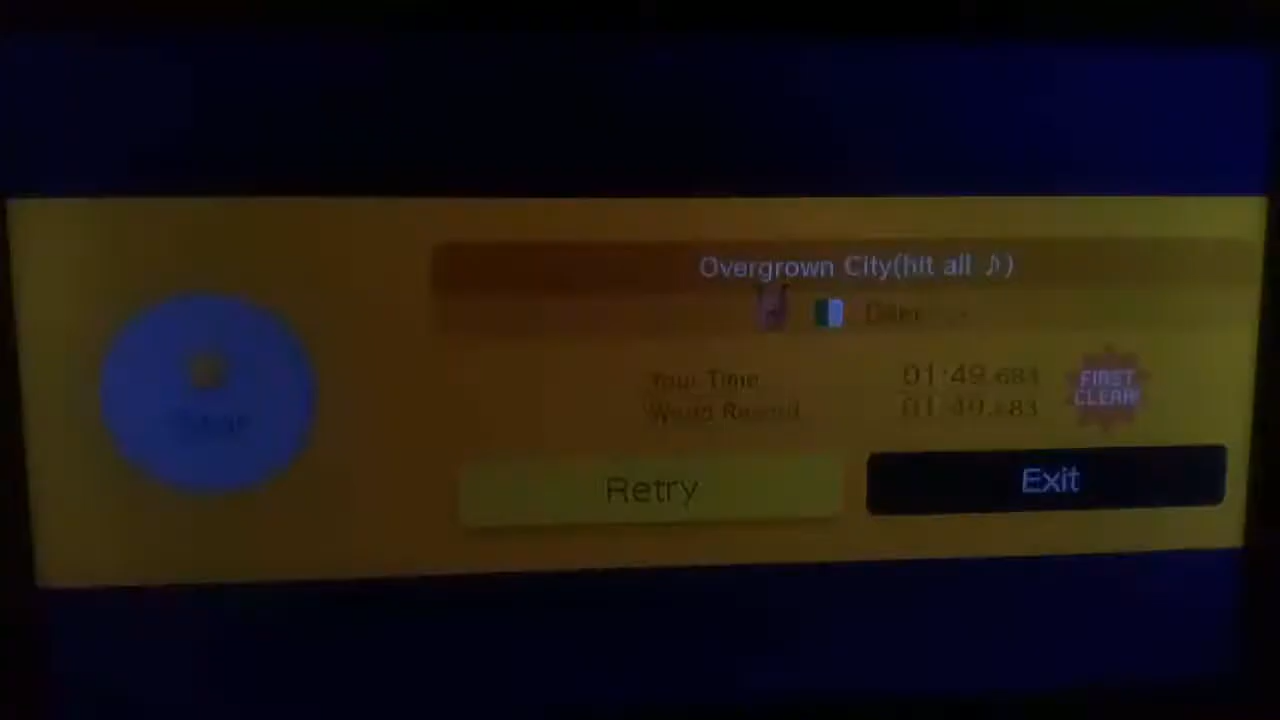 Overgrown City(hit all ♪)
Your Time 01:49.683
World Record 01:49.683
FIRST CLEAR!
Retry
Exit